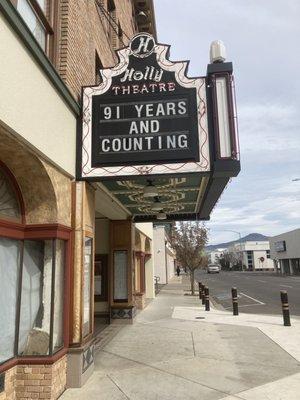 H
Holly
THEATRE
91 YEARS
AND
COUNTING